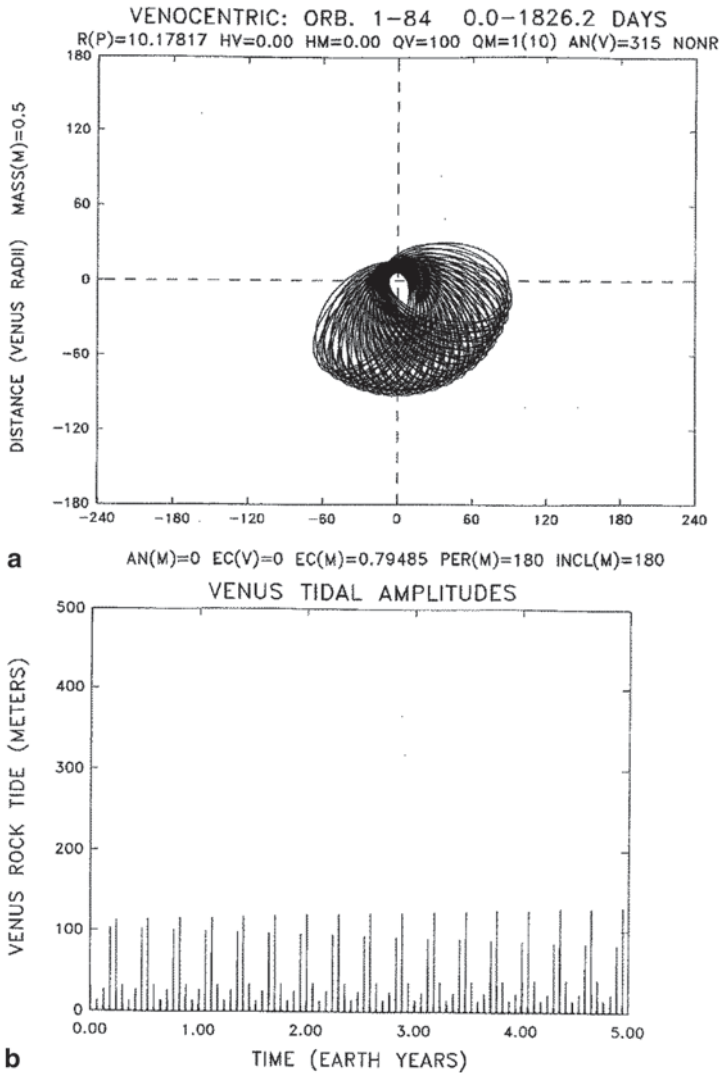 VENOCENTRIC: ORB. 1-84 0.0-1826.2 DAYS
R(P)=10.17817 HV=0.00 HM=0.00 QV=100 QM=1(10) AN(V)=315 NONR
DISTANCE (VENUS RADII) MASS(M)=0.5
180
120
60
0
-60
-120
-180
-240 -180 -120 -60 0 60 120 180 240
a
AN(M)=0 EC(V)=0 EC(M)=0.79485 PER(M)=180 INCL(M)=180
VENUS TIDAL AMPLITUDES
VENUS ROCK TIDE (METERS)
500
400
300
200
100
0
0.00 1.00 2.00 3.00 4.00 5.00
TIME (EARTH YEARS)
b